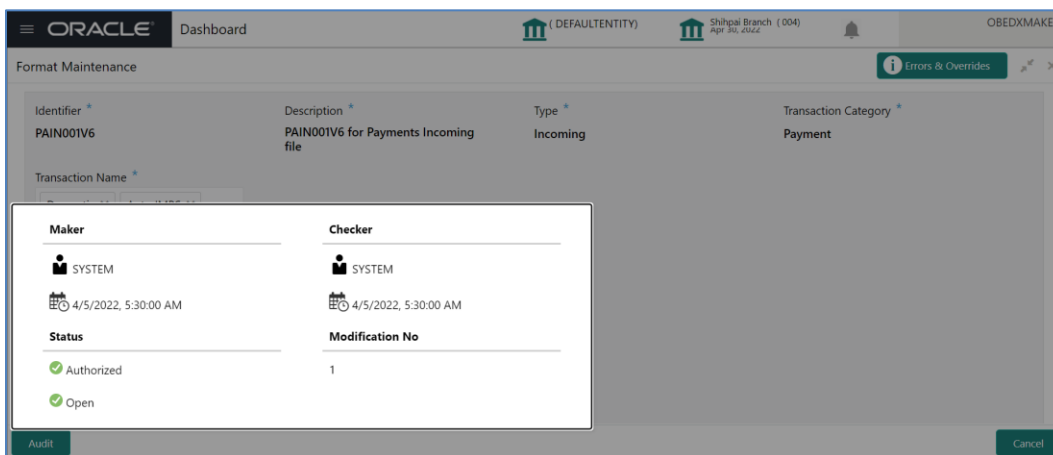 ORACLE Dashboard ( DEFAULTENTITY) Shihpai Branch ( 004) OBEDXMAKE
Apr 30, 2022
Format Maintenance Errors & Overrides
Identifier * Description * Type * Transaction Category *
PAIN001V6 PAIN001V6 for Payments Incoming Incoming Payment
file
Transaction Name *
Maker Checker
SYSTEM SYSTEM
4/5/2022, 5:30:00 AM 4/5/2022, 5:30:00 AM
Status Modification No
Authorized 1
Open
Audit Cancel